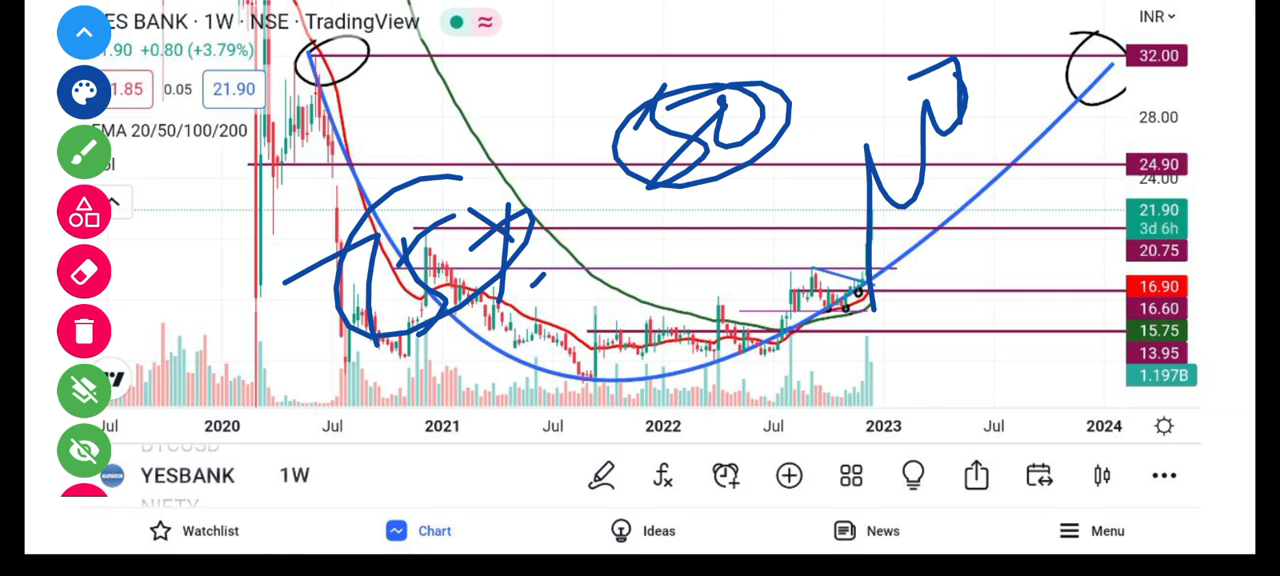 ES BANK · 1W · NSE · TradingView
INR
.90 +0.80 (+3.79%)
32.00
1.85 0.05 21.90
28.00
EMA 20/50/100/200
24.90
24.00
21.90
3d 6h
20.75
16.90
16.60
15.75
13.95
1.197B
Jul 2020 Jul 2021 Jul 2022 Jul 2023 Jul 2024
BTCUSD
YESBANK 1W
NIFTY
Watchlist Chart Ideas News Menu